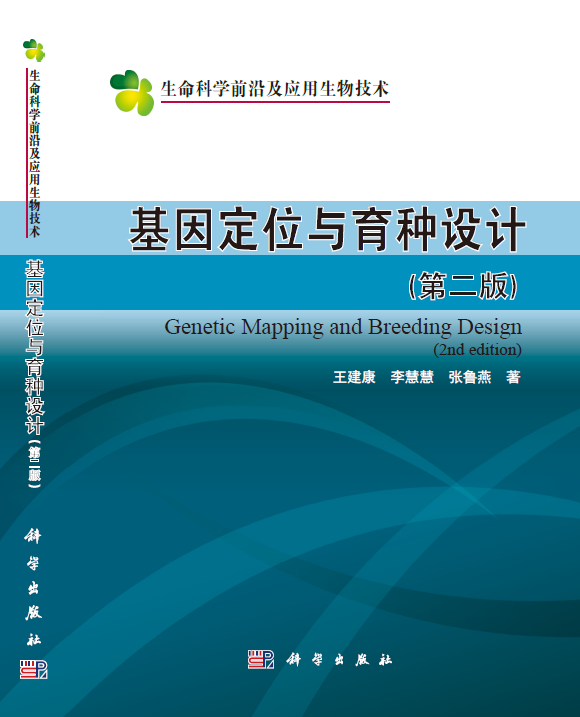 生命科学前沿及应用生物技术
基因定位与育种设计
(第二版)
科学出版社
生命科学前沿及应用生物技术
基因定位与育种设计
(第二版)
Genetic Mapping and Breeding Design
(2nd edition)
王建康 李慧慧 张鲁燕 著
科学出版社